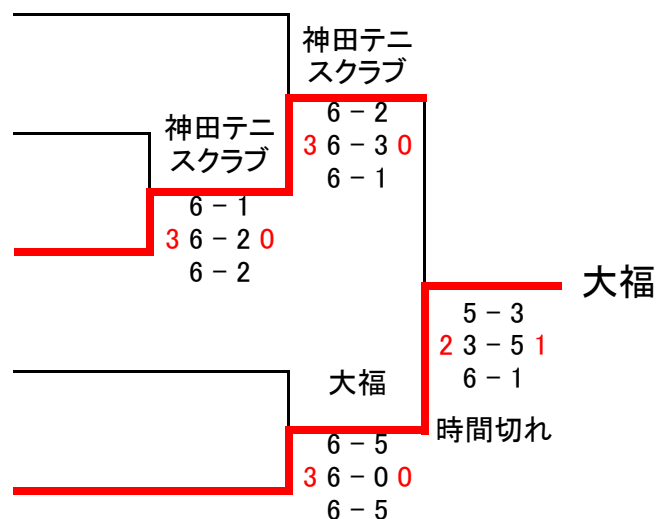 神田テニ
スクラブ
6 － 2
3 6 － 3 0
6 － 1
神田テニ
スクラブ
6 － 1
3 6 － 2 0
6 － 2
大福
5 － 3
2 3 － 5 1
6 － 1
時間切れ
大福
6 － 5
3 6 － 0 0
6 － 5